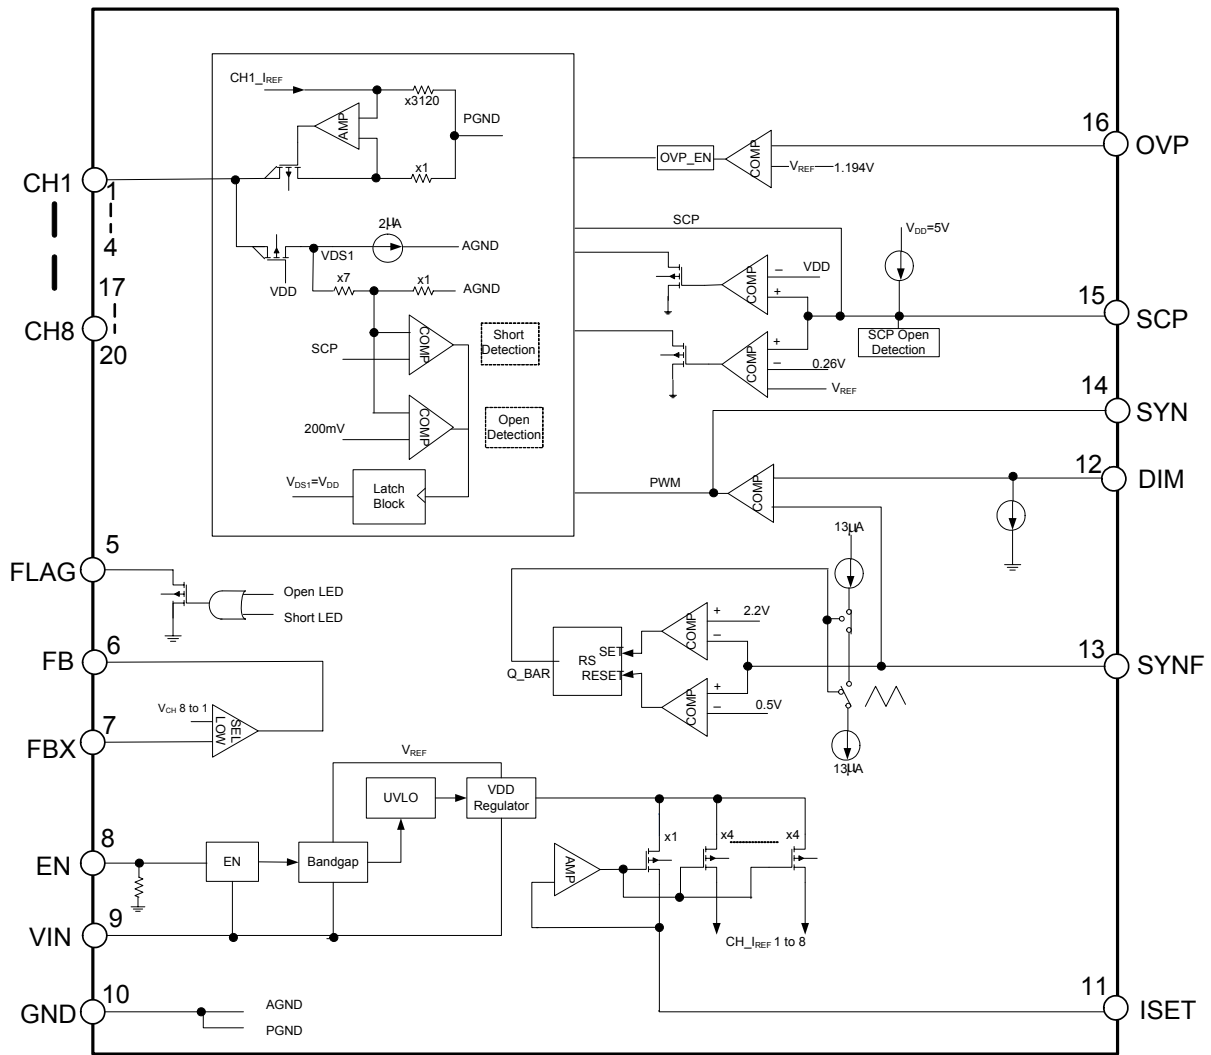 CH1_IREF
x3120
AMP
PGND
x1
CH1
1
4
17
CH8
20
VDS1
2µA
AGND
VDD
x7
x1
AGND
COMP
SCP
Short
Detection
COMP
200mV
Open
Detection
VDS1=VDD
Latch
Block
OVP_EN
COMP
VREF
1.194V
16
OVP
SCP
VDD=5V
COMP
–
VDD
+
15
SCP
SCP Open
Detection
COMP
+
–
0.26V
VREF
14
SYN
PWM
COMP
12
DIM
13µA
5
FLAG
Open LED
Short LED
6
FB
VCH 8 to 1
SEL
LOW
7
FBX
Q_BAR
RS
SET
RESET
COMP
+
2.2V
–
COMP
+
–
0.5V
13
SYNF
13µA
VREF
UVLO
VDD
Regulator
8
EN
EN
Bandgap
9
VIN
AMP
x1
x4
x4
CH_IREF 1 to 8
10
GND
AGND
PGND
11
ISET